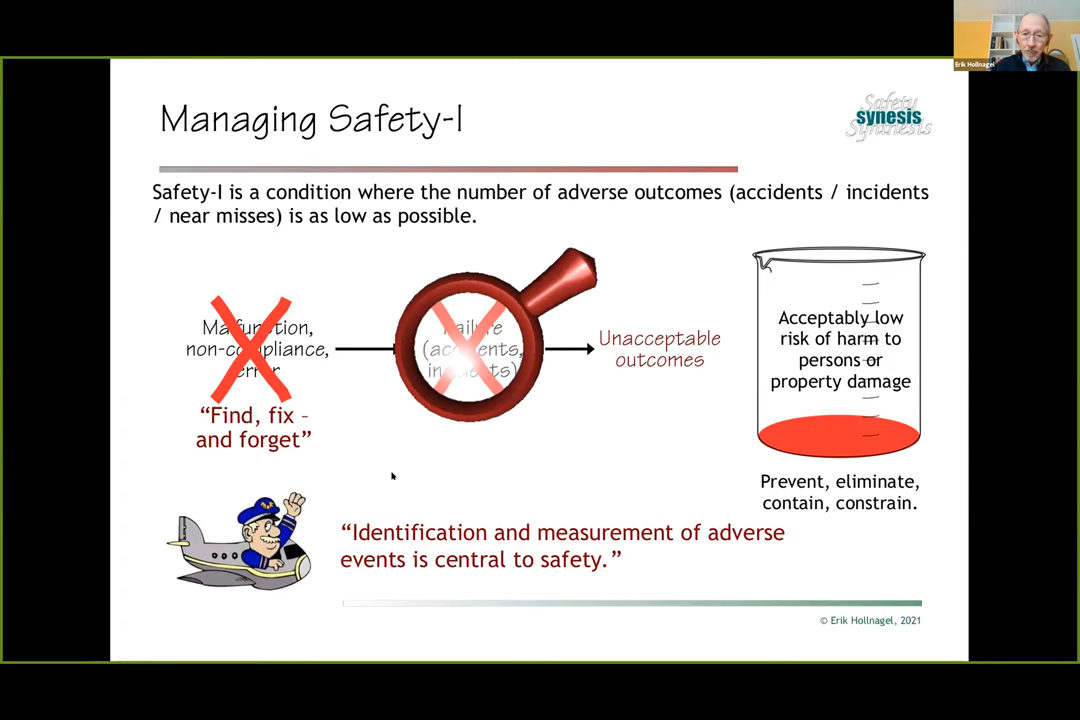 Erik Hollnagel
Managing Safety-I
Safety
synesis
Synthesis
Safety-I is a condition where the number of adverse outcomes (accidents / incidents
/ near misses) is as low as possible.
Malfunction,
non-compliance,
error
Failure
(accidents,
incidents)
Unacceptable
outcomes
Acceptably low
risk of harm to
persons or
property damage
“Find, fix –
and forget”
Prevent, eliminate,
contain, constrain.
“Identification and measurement of adverse
events is central to safety.”
© Erik Hollnagel, 2021